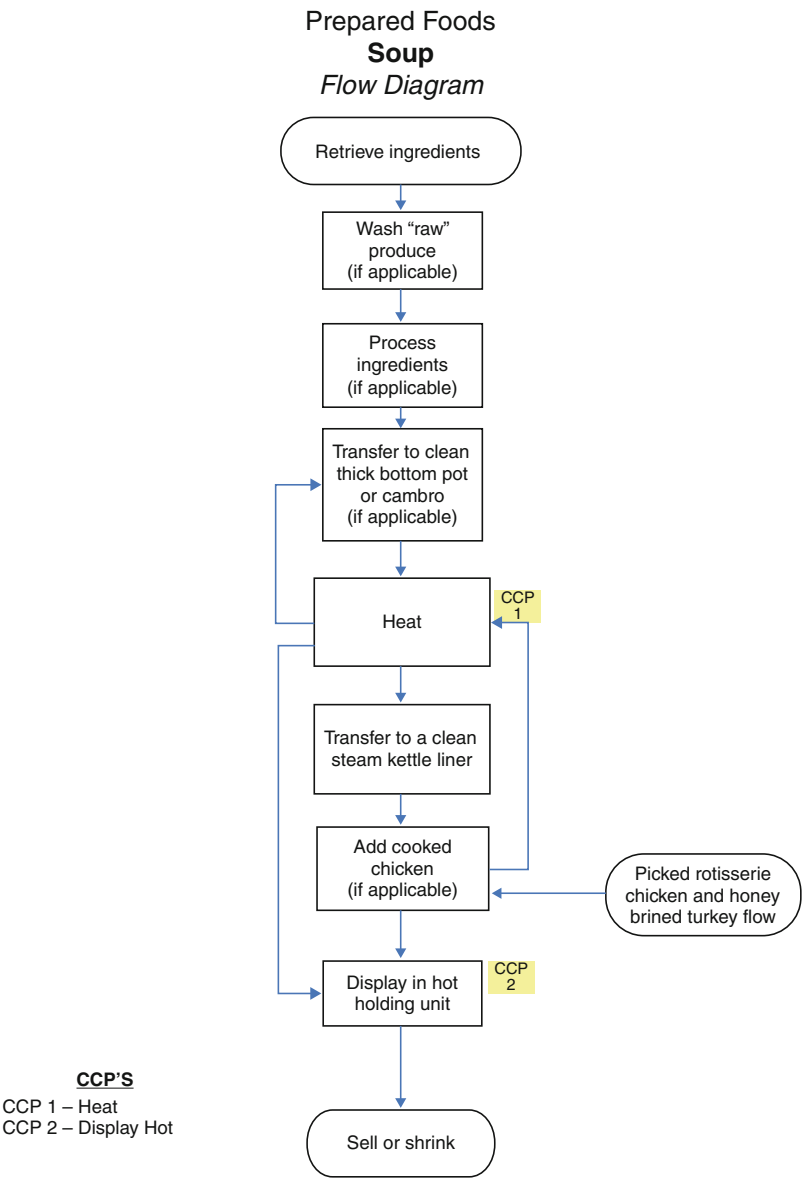 Prepared Foods
Soup
Flow Diagram
Retrieve ingredients
Wash “raw”
produce
(if applicable)
Process
ingredients
(if applicable)
Transfer to clean
thick bottom pot
or cambro
(if applicable)
Heat
CCP
1
Transfer to a clean
steam kettle liner
Add cooked
chicken
(if applicable)
Picked rotisserie
chicken and honey
brined turkey flow
Display in hot
holding unit
CCP
2
CCP'S
CCP 1 – Heat
CCP 2 – Display Hot
Sell or shrink